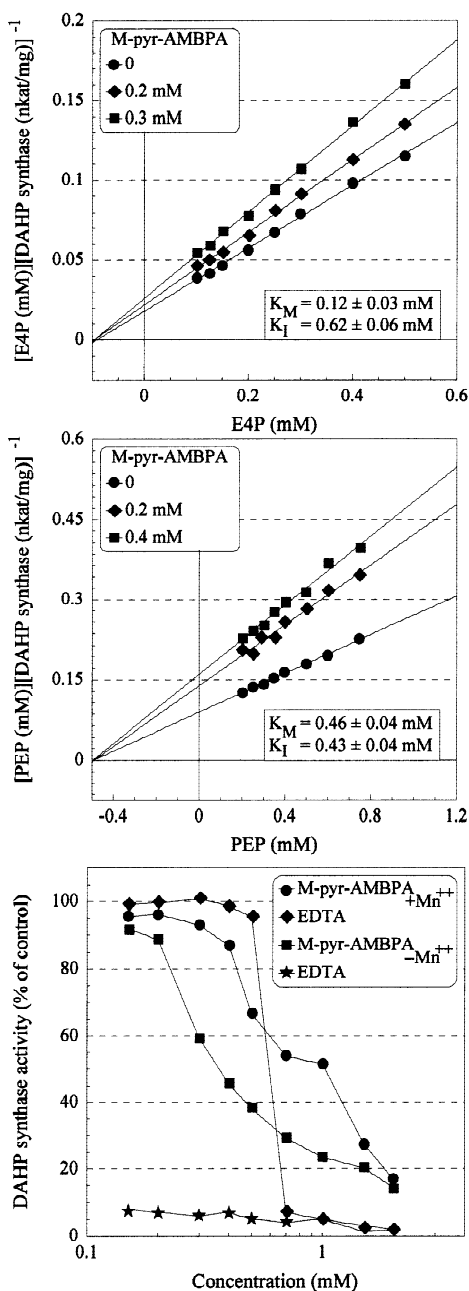 M-pyr-AMBPA
0
0.2 mM
0.3 mM
0.2
0.15
0.1
0.05
0
[E4P (mM)][DAHP synthase (nkat/mg)]⁻¹
K_M = 0.12 ± 0.03 mM
K_I = 0.62 ± 0.06 mM
0 0.2 0.4 0.6
E4P (mM)
M-pyr-AMBPA
0
0.2 mM
0.4 mM
0.6
0.45
0.3
0.15
0
[PEP (mM)][DAHP synthase (nkat/mg)]⁻¹
K_M = 0.46 ± 0.04 mM
K_I = 0.43 ± 0.04 mM
-0.4 0 0.4 0.8 1.2
PEP (mM)
M-pyr-AMBPA
+Mn⁺⁺
EDTA
M-pyr-AMBPA
−Mn⁺⁺
EDTA
100
80
60
40
20
0
DAHP synthase activity (% of control)
0.1 1
Concentration (mM)